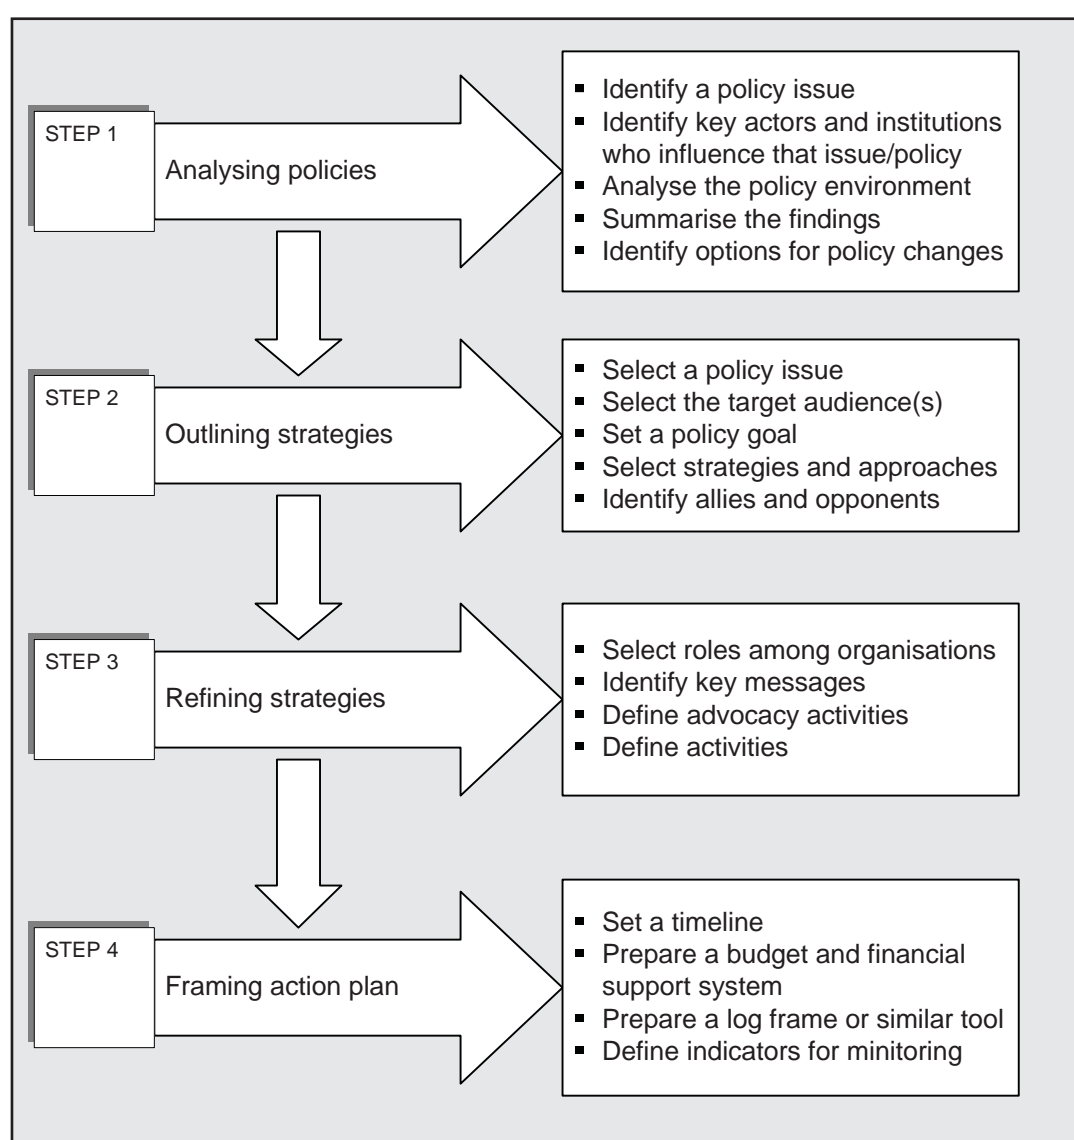 STEP 1
Analysing policies
▪ Identify a policy issue
▪ Identify key actors and institutions
who influence that issue/policy
▪ Analyse the policy environment
▪ Summarise the findings
▪ Identify options for policy changes
STEP 2
Outlining strategies
▪ Select a policy issue
▪ Select the target audience(s)
▪ Set a policy goal
▪ Select strategies and approaches
▪ Identify allies and opponents
STEP 3
Refining strategies
▪ Select roles among organisations
▪ Identify key messages
▪ Define advocacy activities
▪ Define activities
STEP 4
Framing action plan
▪ Set a timeline
▪ Prepare a budget and financial
support system
▪ Prepare a log frame or similar tool
▪ Define indicators for minitoring